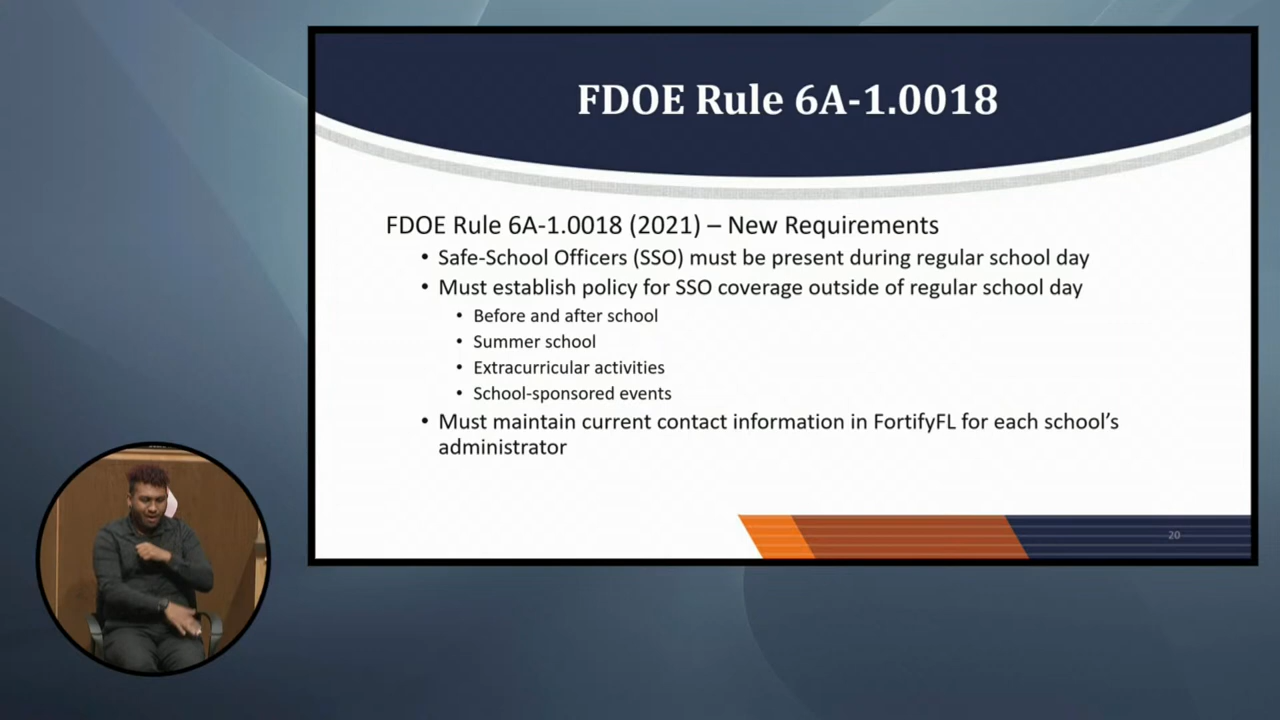 FDOE Rule 6A-1.0018
FDOE Rule 6A-1.0018 (2021) – New Requirements
• Safe-School Officers (SSO) must be present during regular school day
• Must establish policy for SSO coverage outside of regular school day
• Before and after school
• Summer school
• Extracurricular activities
• School-sponsored events
• Must maintain current contact information in FortifyFL for each school’s
administrator
20